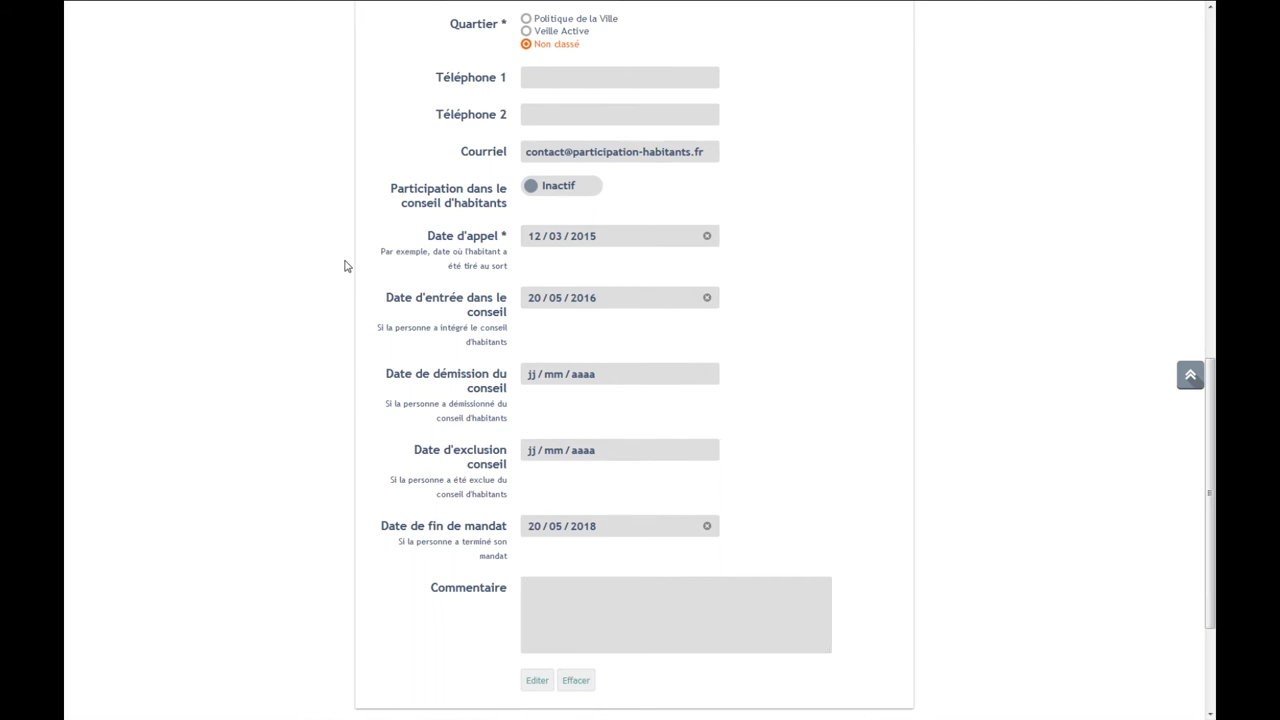 Quartier *
Politique de la Ville
Veille Active
Non classé
Téléphone 1
Téléphone 2
Courriel
contact@participation-habitants.fr
Participation dans le
conseil d'habitants
Inactif
Date d'appel *
12 / 03 / 2015
Par exemple, date où l'habitant a
été tiré au sort
Date d'entrée dans le
conseil
20 / 05 / 2016
Si la personne a intégré le conseil
d'habitants
Date de démission du
conseil
jj / mm / aaaa
Si la personne a démissionné du
conseil d'habitants
Date d'exclusion
conseil
jj / mm / aaaa
Si la personne a été exclue du
conseil d'habitants
Date de fin de mandat
20 / 05 / 2018
Si la personne a terminé son
mandat
Commentaire
Editer
Effacer